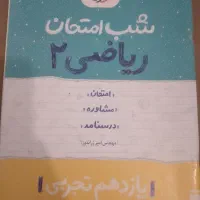 شب امتحان
ریاضی ۲
امتحان
مشاوره
درسنامه
یازدهم تجربی